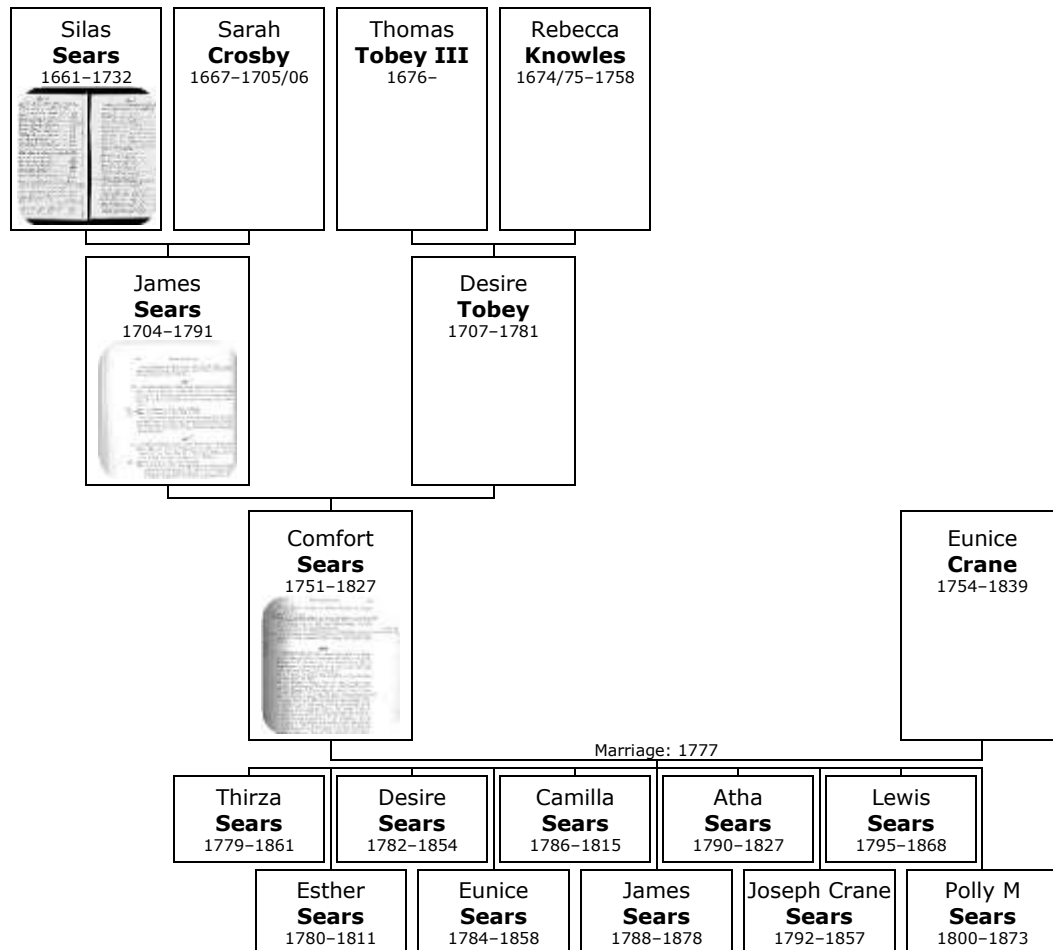 Silas
Sears
1661–1732
Sarah
Crosby
1667–1705/06
Thomas
Tobey III
1676–
Rebecca
Knowles
1674/75–1758
James
Sears
1704–1791
Desire
Tobey
1707–1781
Comfort
Sears
1751–1827
Eunice
Crane
1754–1839
Marriage: 1777
Thirza
Sears
1779–1861
Desire
Sears
1782–1854
Camilla
Sears
1786–1815
Atha
Sears
1790–1827
Lewis
Sears
1795–1868
Esther
Sears
1780–1811
Eunice
Sears
1784–1858
James
Sears
1788–1878
Joseph Crane
Sears
1792–1857
Polly M
Sears
1800–1873